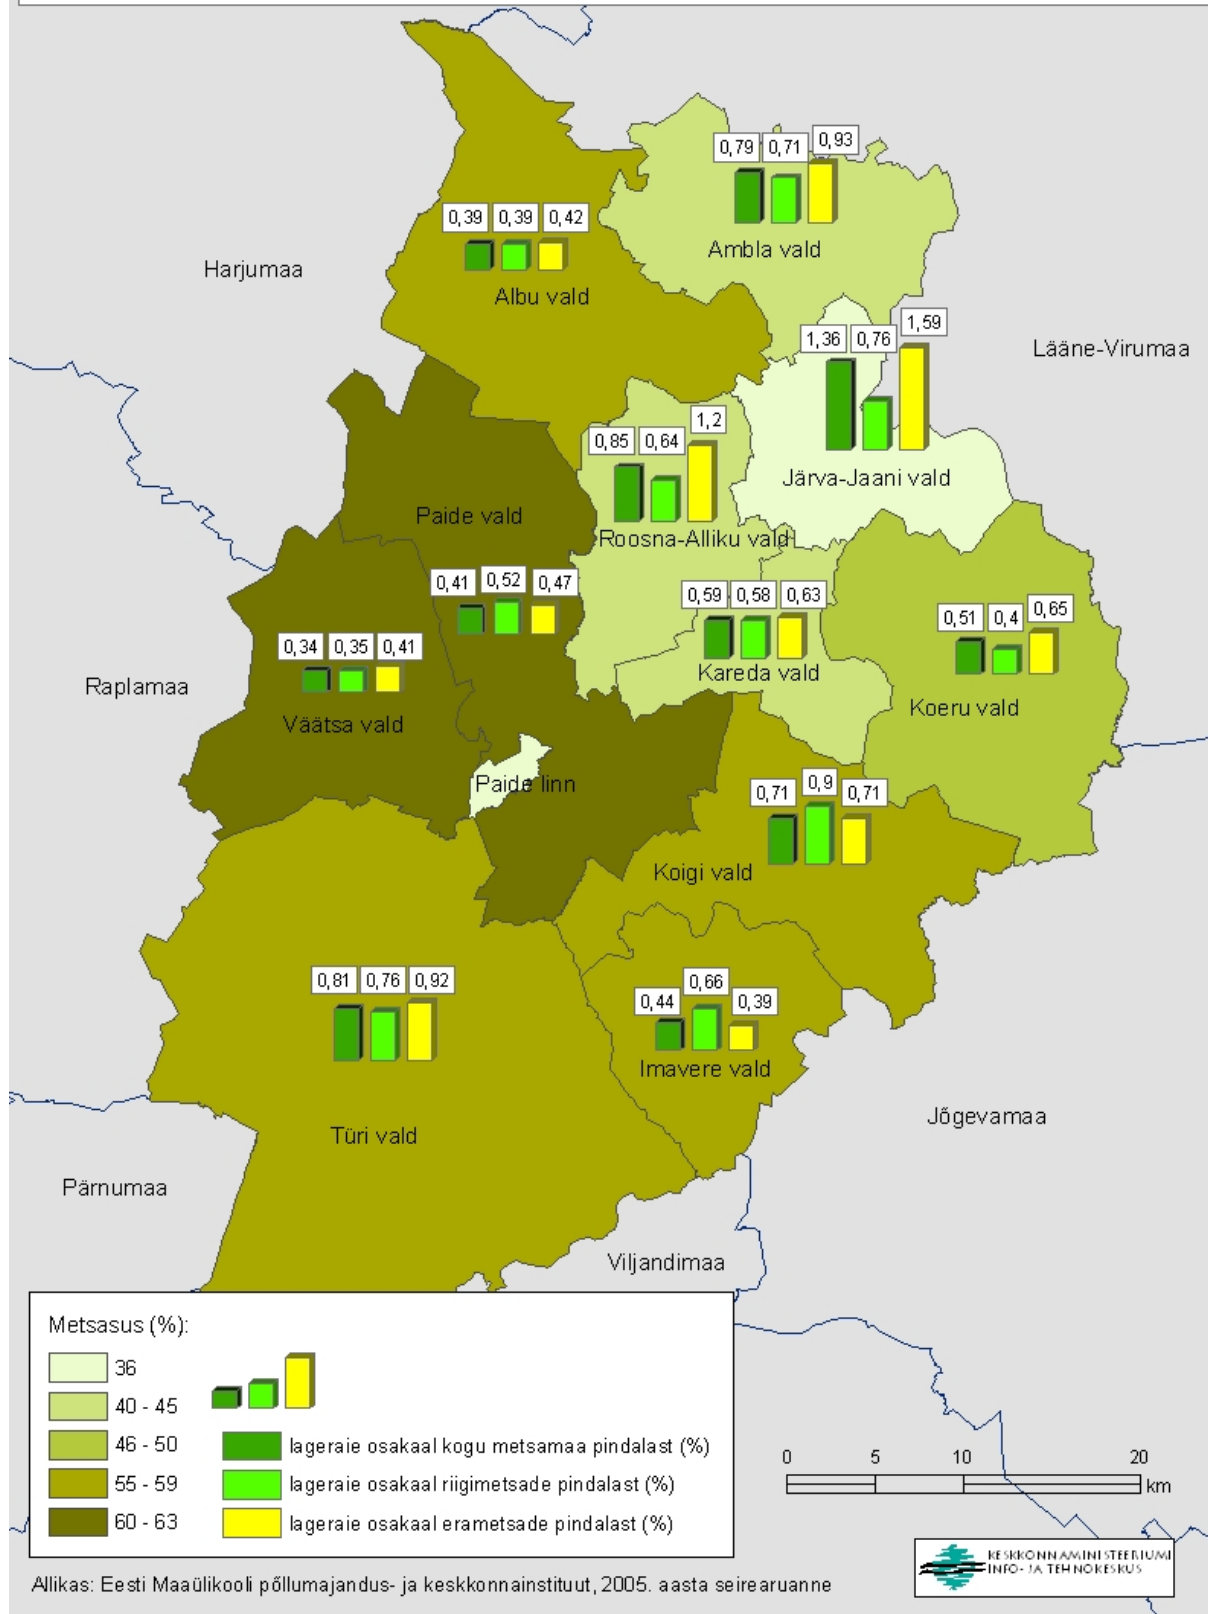 0,79 0,71 0,93
Ambla vald
0,39 0,39 0,42
Albu vald
Harjumaa
1,36 0,76 1,59
Järva-Jaani vald
Lääne-Virumaa
0,85 0,64 1,2
Roosna-Alliku vald
Paide vald
0,41 0,52 0,47
0,59 0,58 0,63
Kareda vald
0,51 0,4 0,65
Koeru vald
0,34 0,35 0,41
Väätsa vald
Raplamaa
Paide linn
0,71 0,9 0,71
Koigi vald
0,81 0,76 0,92
Türi vald
0,44 0,66 0,39
Imavere vald
Jõgevamaa
Pärnumaa
Viljandimaa
Metsasus (%):
36
40 - 45
46 - 50
55 - 59
60 - 63
lageraie osakaal kogu metsamaa pindalast (%)
lageraie osakaal riigimetsade pindalast (%)
lageraie osakaal erametsade pindalast (%)
0 5 10 20
km
KESKKONNAMINISTEERIUMI
INFO- JA TEHNOKESKUS
Allikas: Eesti Maaülikooli põllumajandus- ja keskkonnainstituut, 2005. aasta seirearuanne